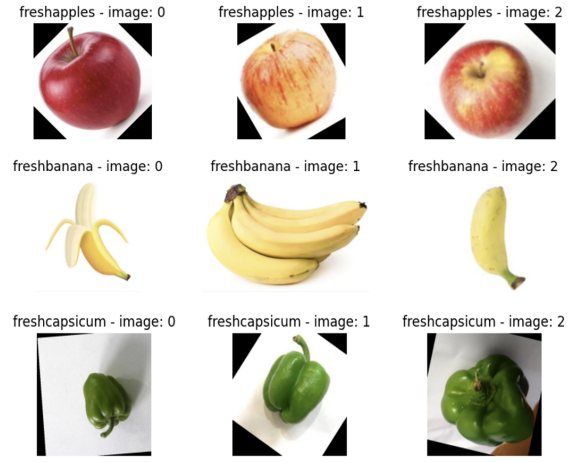 freshapples - image: 0
freshapples - image: 1
freshapples - image: 2
freshbanana - image: 0
freshbanana - image: 1
freshbanana - image: 2
freshcapsicum - image: 0
freshcapsicum - image: 1
freshcapsicum - image: 2